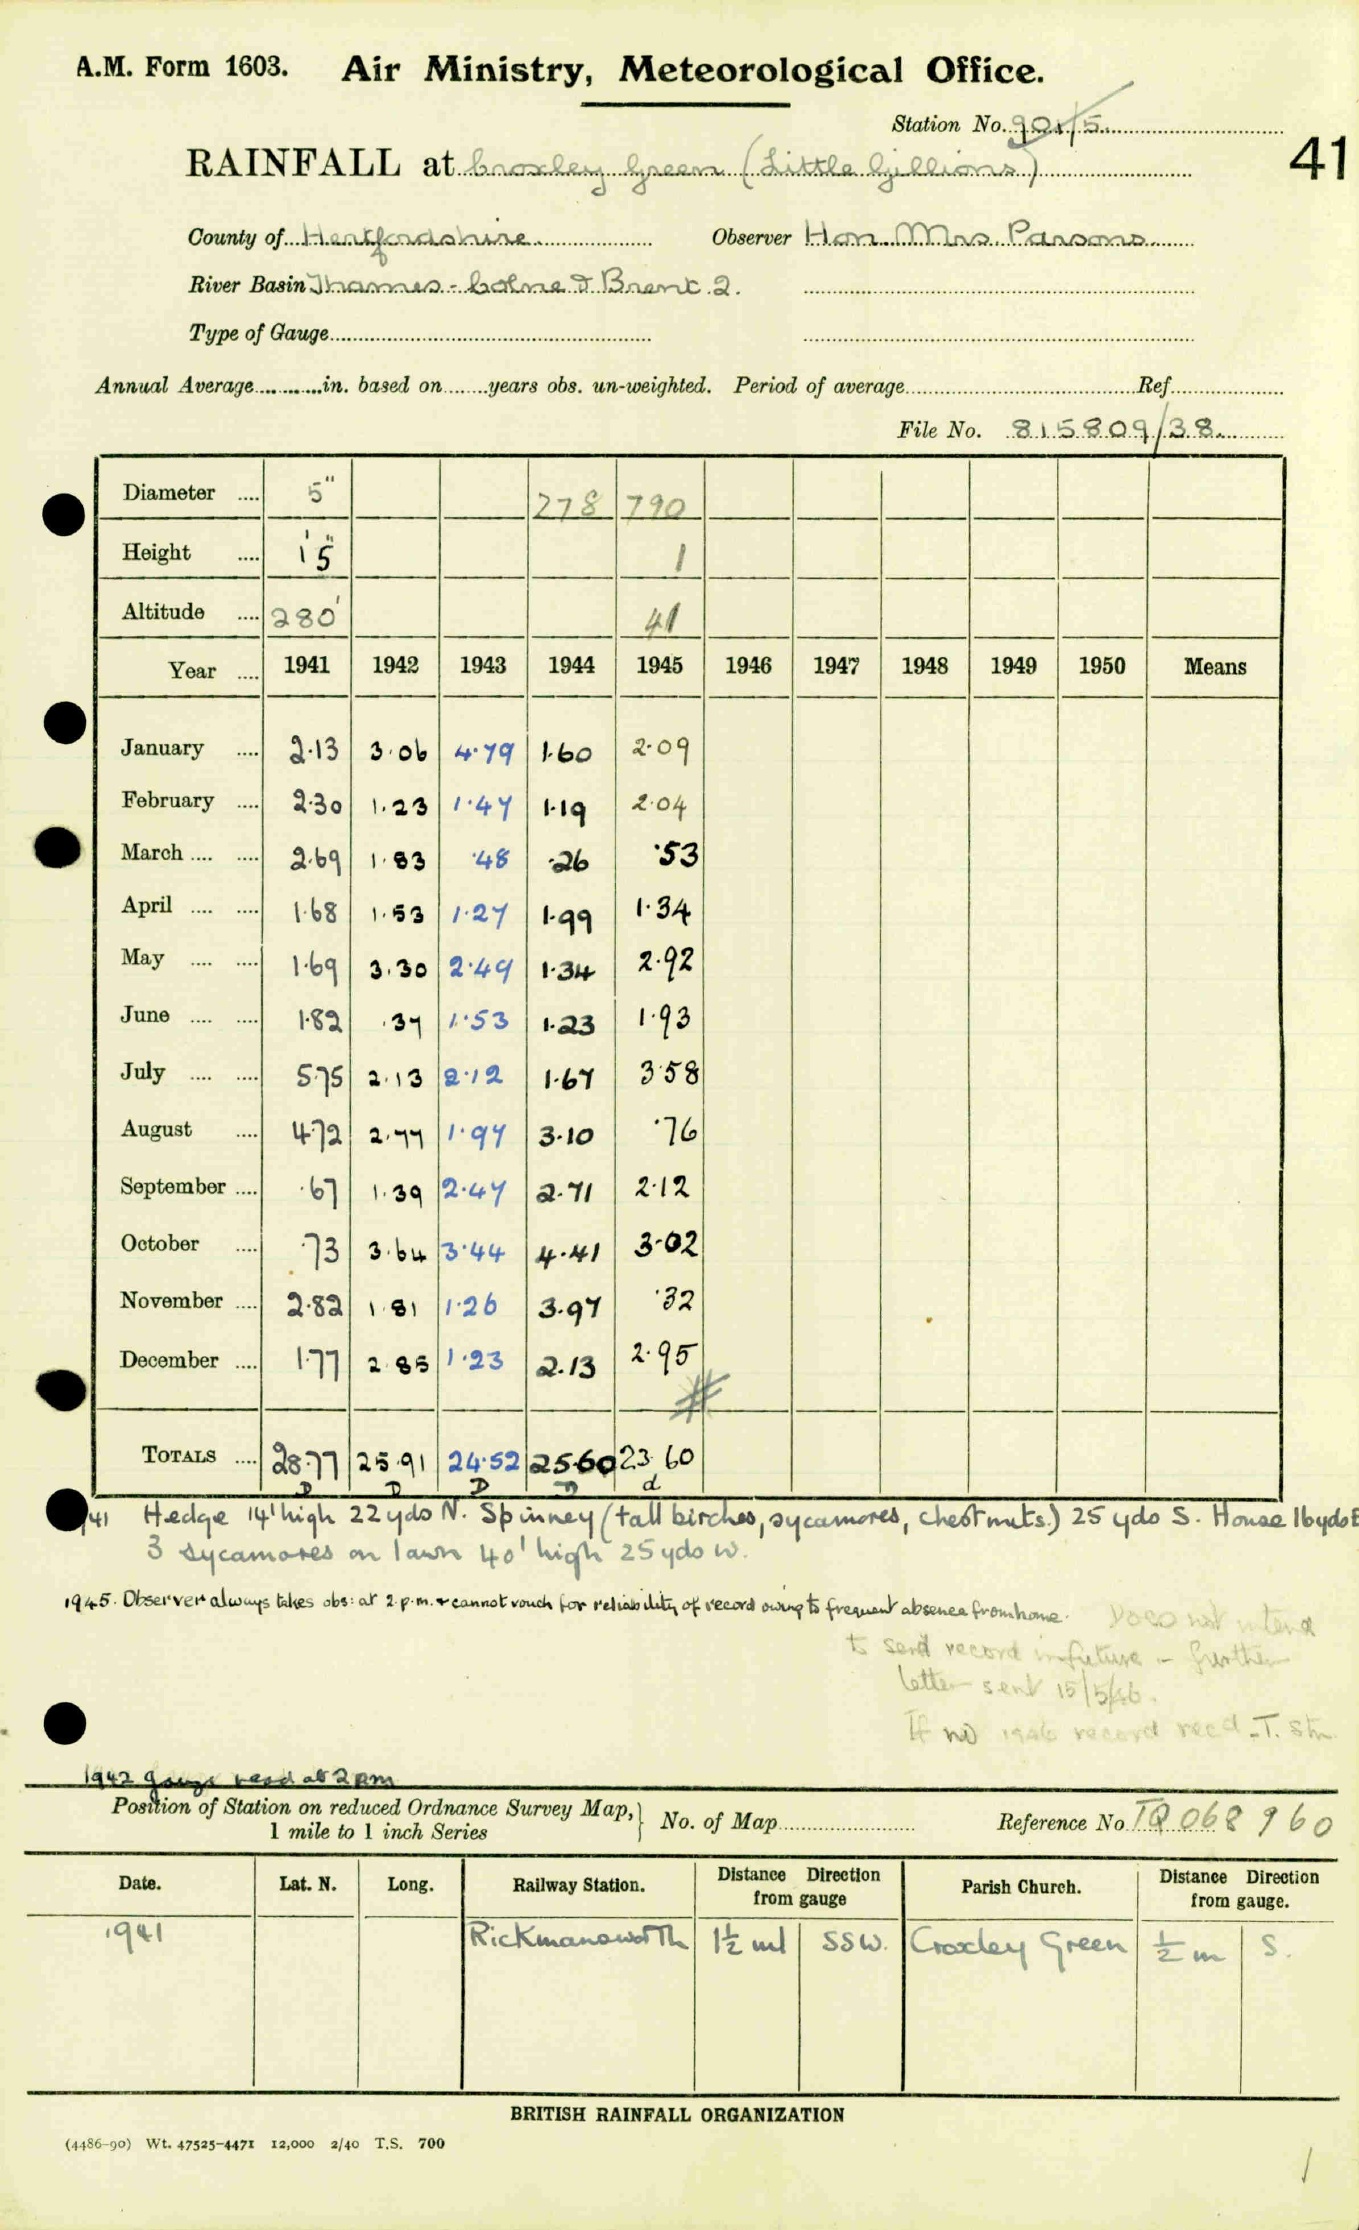 A.M. Form 1603. Air Ministry, Meteorological Office.
Station No. 901/5
41
RAINFALL at Croxley Green (Little Gillions)
County of Hertfordshire Observer Hon. Mrs. Parsons
River Basin Thames - Colne & Brent 2.
Type of Gauge
Annual Average in. based on years obs. un-weighted. Period of average Ref.
File No. 815809/38
Diameter .... 5" 278 790
Height .... 1' 5" 1
Altitude .... 280' 41
Year .... 1941 1942 1943 1944 1945 1946 1947 1948 1949 1950 Means
January .... 2.13 3.06 4.79 1.60 2.09
February .... 2.30 1.23 1.47 1.19 2.04
March .... .... 2.69 1.83 .48 .26 .53
April .... .... 1.68 1.53 1.27 1.99 1.34
May .... .... 1.69 3.30 2.49 1.34 2.92
June .... .... 1.82 .37 1.53 1.23 1.93
July .... .... 5.75 2.13 2.12 1.67 3.58
August .... 4.72 2.77 1.97 3.10 .76
September .... .67 1.39 2.47 2.71 2.12
October .... .73 3.64 3.44 4.41 3.02
November .... 2.82 1.81 1.26 3.97 .32
December .... 1.77 2.85 1.23 2.13 2.95
#
TOTALS .... 28.77 25.91 24.52 25.60 23.60
D D D D d
/41 Hedge 14' high 22 yds N. Spinney (tall birches, sycamores, chestnuts.) 25 yds S. House 16 yds E
3 sycamores on lawn 40' high 25 yds W.
1945. Observer always takes obs: at 2 p.m. & cannot vouch for reliability of record owing to frequent absence from home. Does not intend
to send record in future - further
letter sent 15/5/46.
If no 1946 record recd - T. Stn
1942 gauge read at 2 pm
Position of Station on reduced Ordnance Survey Map, } No. of Map Reference No. TQ 068 960
1 mile to 1 inch Series
Date. Lat. N. Long. Railway Station. Distance Direction from gauge Parish Church. Distance Direction from gauge.
1941 Rickmansworth 1½ ml SSW. Croxley Green ½ m S.
BRITISH RAINFALL ORGANIZATION
(4486-90) Wt. 47525-4471 12,000 2/40 T.S. 700